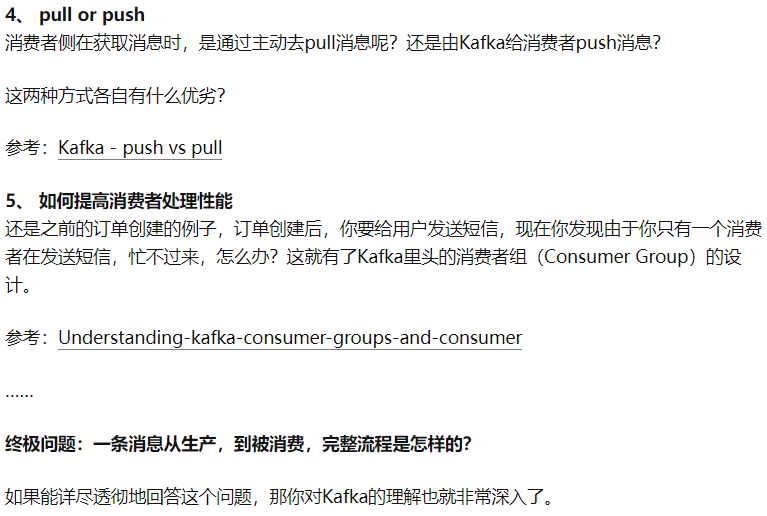 4、 pull or push
消费者侧在获取消息时，是通过主动去pull消息呢？还是由Kafka给消费者push消息？
这两种方式各自有什么优劣？
参考：Kafka - push vs pull
5、 如何提高消费者处理性能
还是之前的订单创建的例子，订单创建后，你要给用户发送短信，现在你发现由于你只有一个消费
者在发送短信，忙不过来，怎么办？这就有了Kafka里头的消费者组（Consumer Group）的设
计。
参考：Understanding-kafka-consumer-groups-and-consumer
……
终极问题：一条消息从生产，到被消费，完整流程是怎样的？
如果能详尽透彻地回答这个问题，那你对Kafka的理解也就非常深入了。